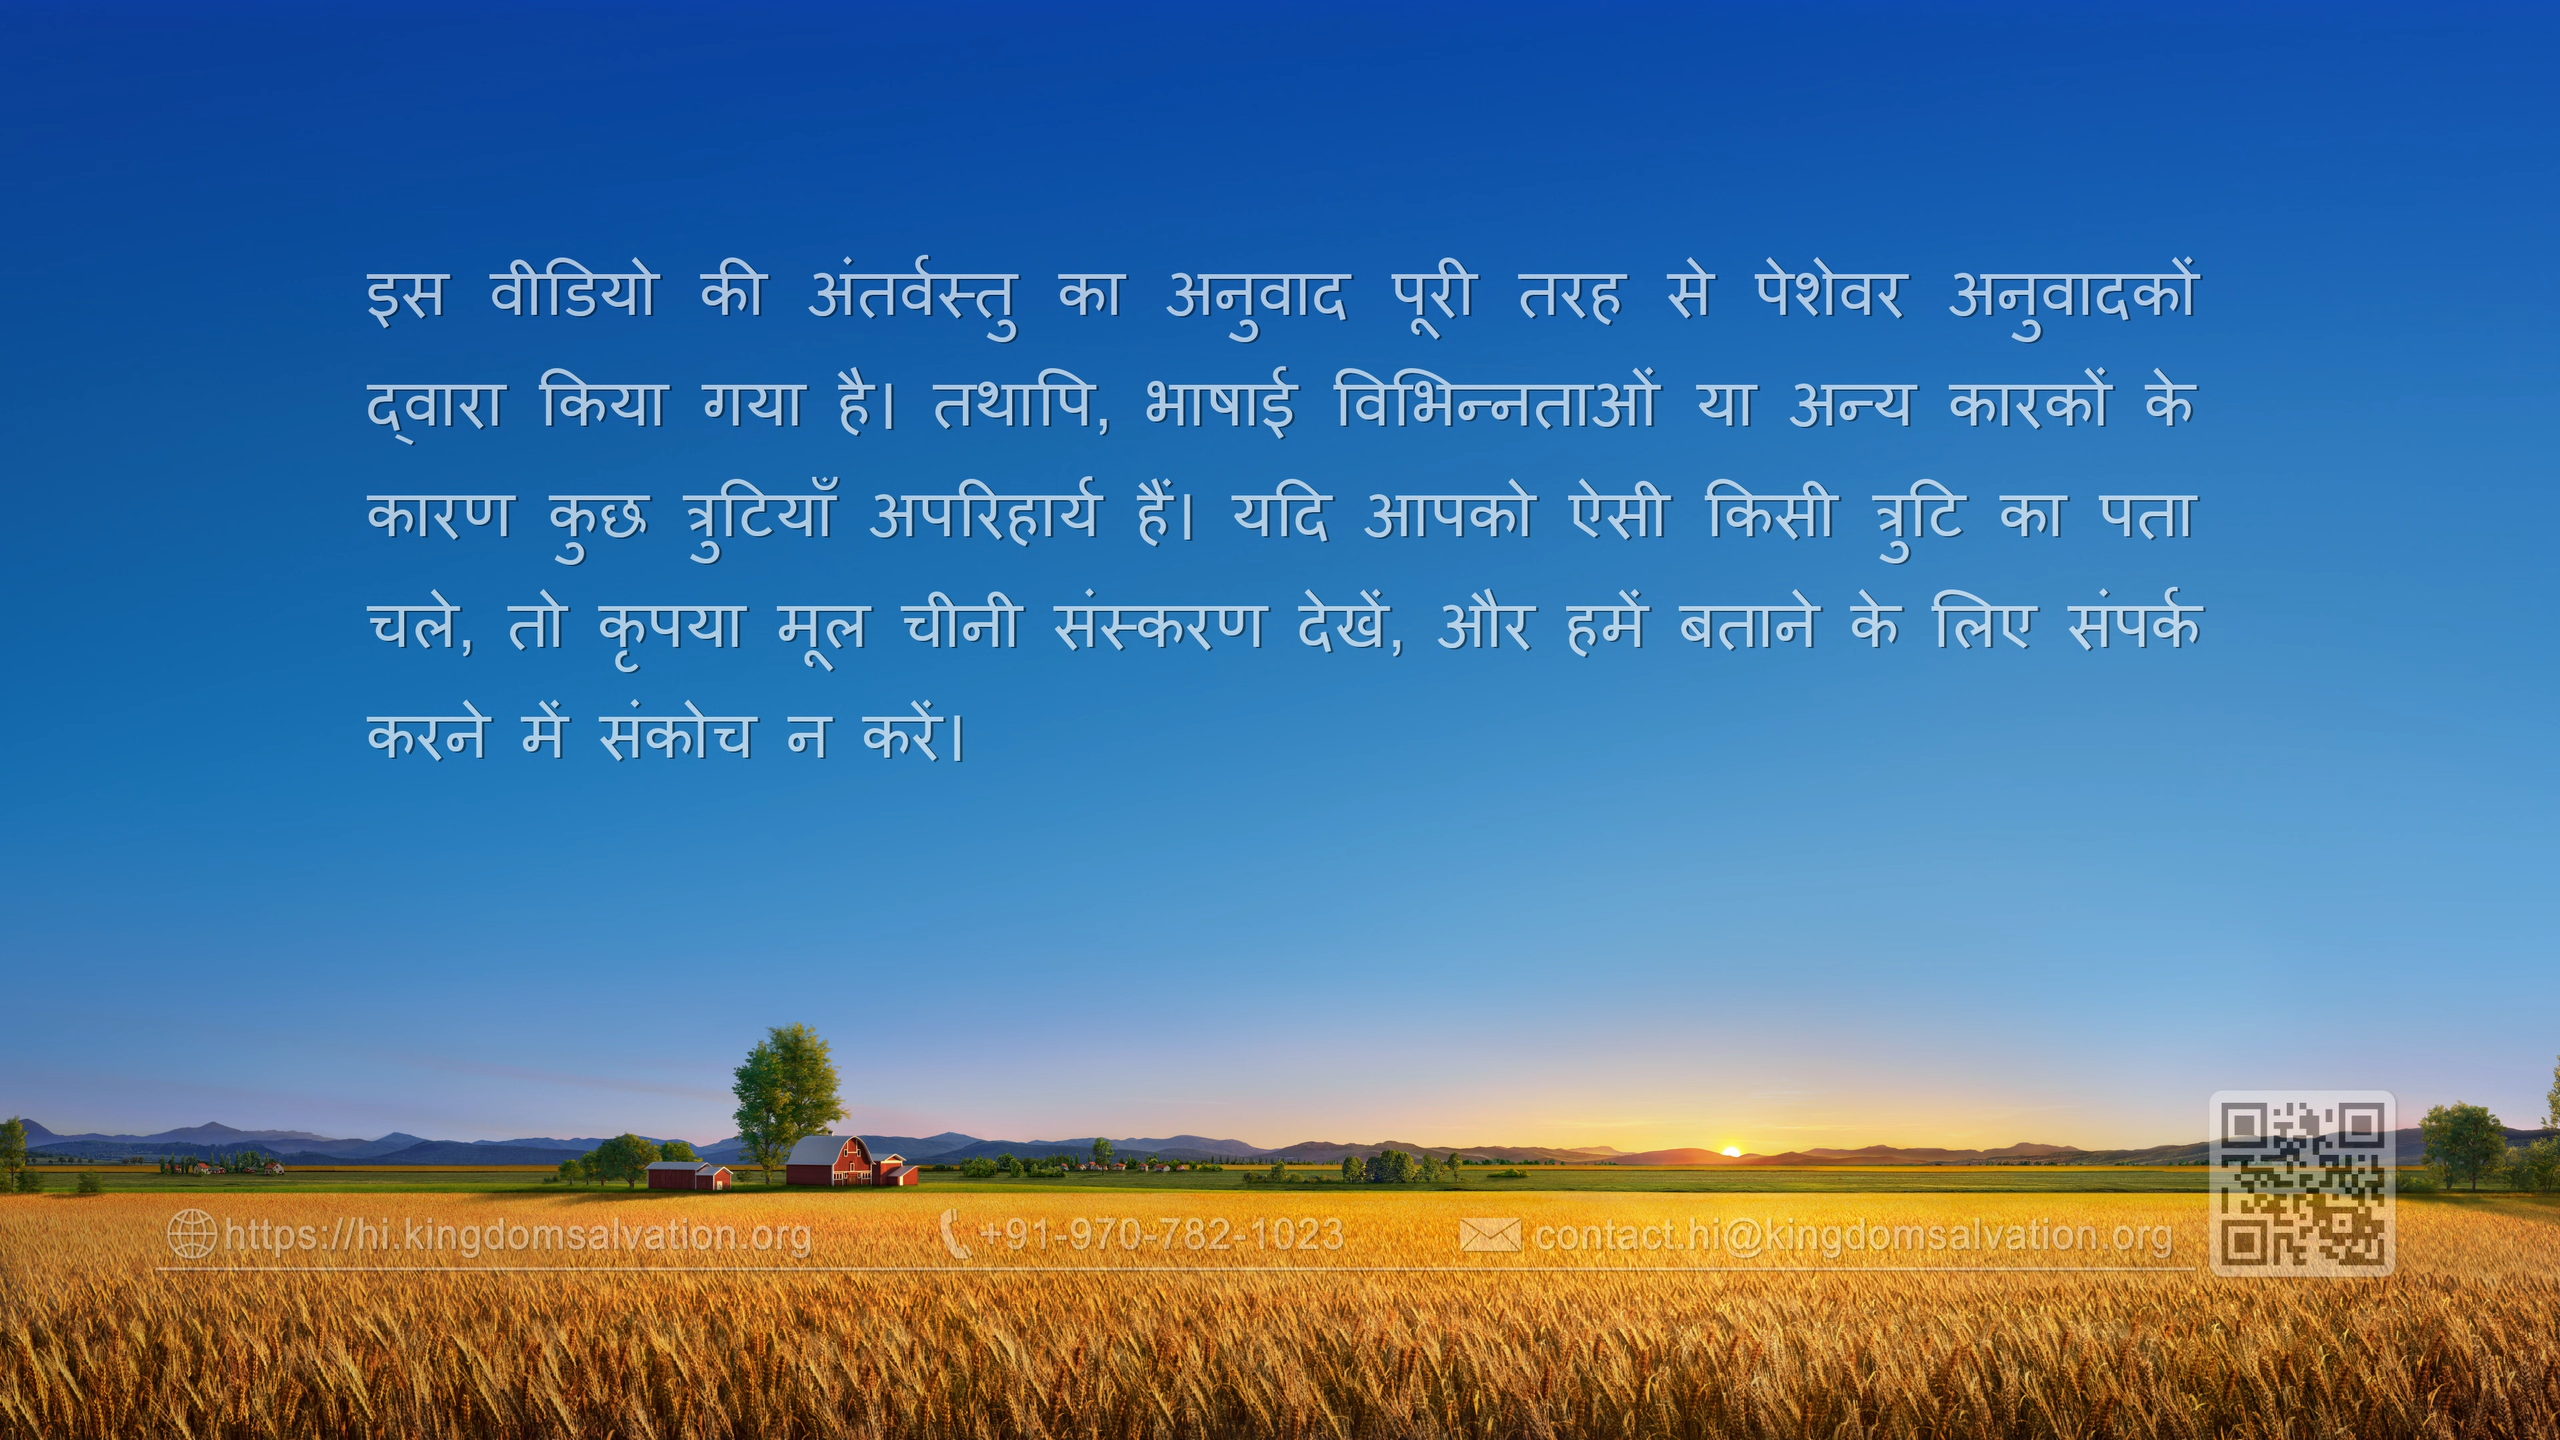 इस वीडियो की अंतर्वस्तु का अनुवाद पूरी तरह से पेशेवर अनुवादकों
द्वारा किया गया है। तथापि, भाषाई विभिन्नताओं या अन्य कारकों के
कारण कुछ त्रुटियाँ अपरिहार्य हैं। यदि आपको ऐसी किसी त्रुटि का पता
चले, तो कृपया मूल चीनी संस्करण देखें, और हमें बताने के लिए संपर्क
करने में संकोच न करें।
https://hi.kingdomsalvation.org +91-970-782-1023 contact.hi@kingdomsalvation.org